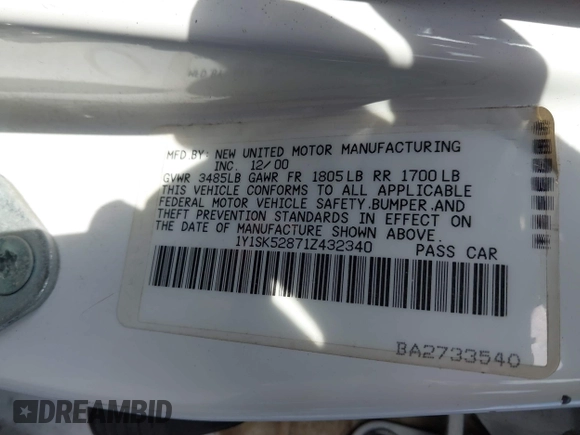 MFD.BY: NEW UNITED MOTOR MANUFACTURING
INC. 12/00
GVWR 3485LB GAWR FR 1805LB RR 1700LB
THIS VEHICLE CONFORMS TO ALL APPLICABLE
FEDERAL MOTOR VEHICLE SAFETY.BUMPER.AND
THEFT PREVENTION STANDARDS IN EFFECT ON
THE DATE OF MANUFACTURE SHOWN ABOVE.
1Y1SK52871Z432340 PASS CAR
BA2733540
DREAMBID